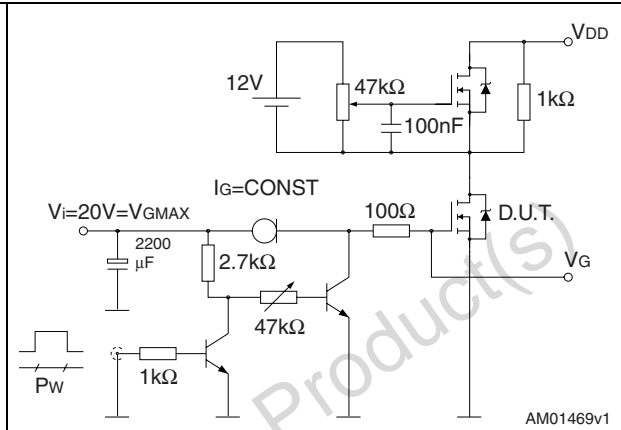 VDD
12V
47kΩ
1kΩ
100nF
IG=CONST
Vi=20V=VGMAX
100Ω
D.U.T.
2200
μF
2.7kΩ
VG
47kΩ
1kΩ
PW
Product(s)
AM01469v1